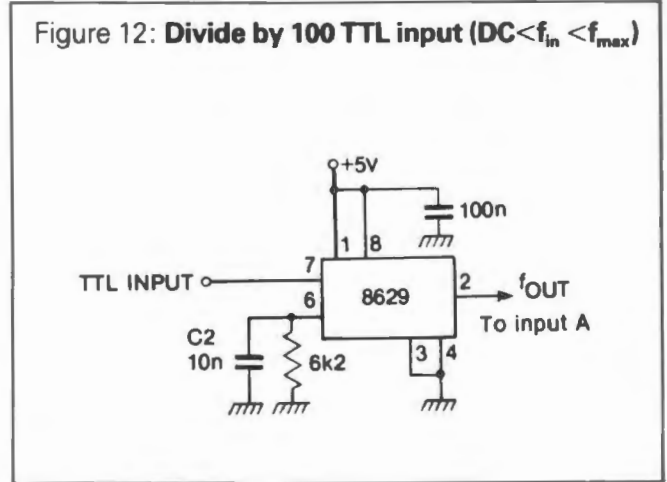 Figure 12: Divide by 100 TTL input (DC<fin <fmax)
+5V
100n
1 8
7
TTL INPUT
2
fOUT
6
8629
To input A
C2
10n
6k2
3 4